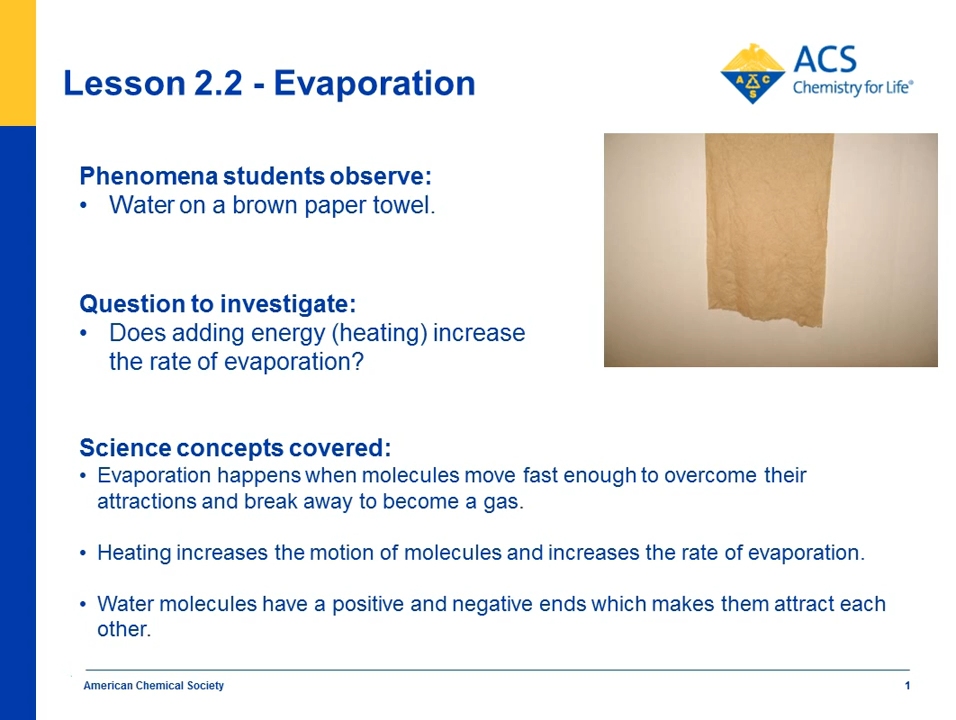 Lesson 2.2 - Evaporation
ACS
Chemistry for Life®
A C S
Phenomena students observe:
• Water on a brown paper towel.
Question to investigate:
• Does adding energy (heating) increase
the rate of evaporation?
Science concepts covered:
• Evaporation happens when molecules move fast enough to overcome their
attractions and break away to become a gas.
• Heating increases the motion of molecules and increases the rate of evaporation.
• Water molecules have a positive and negative ends which makes them attract each
other.
American Chemical Society
1